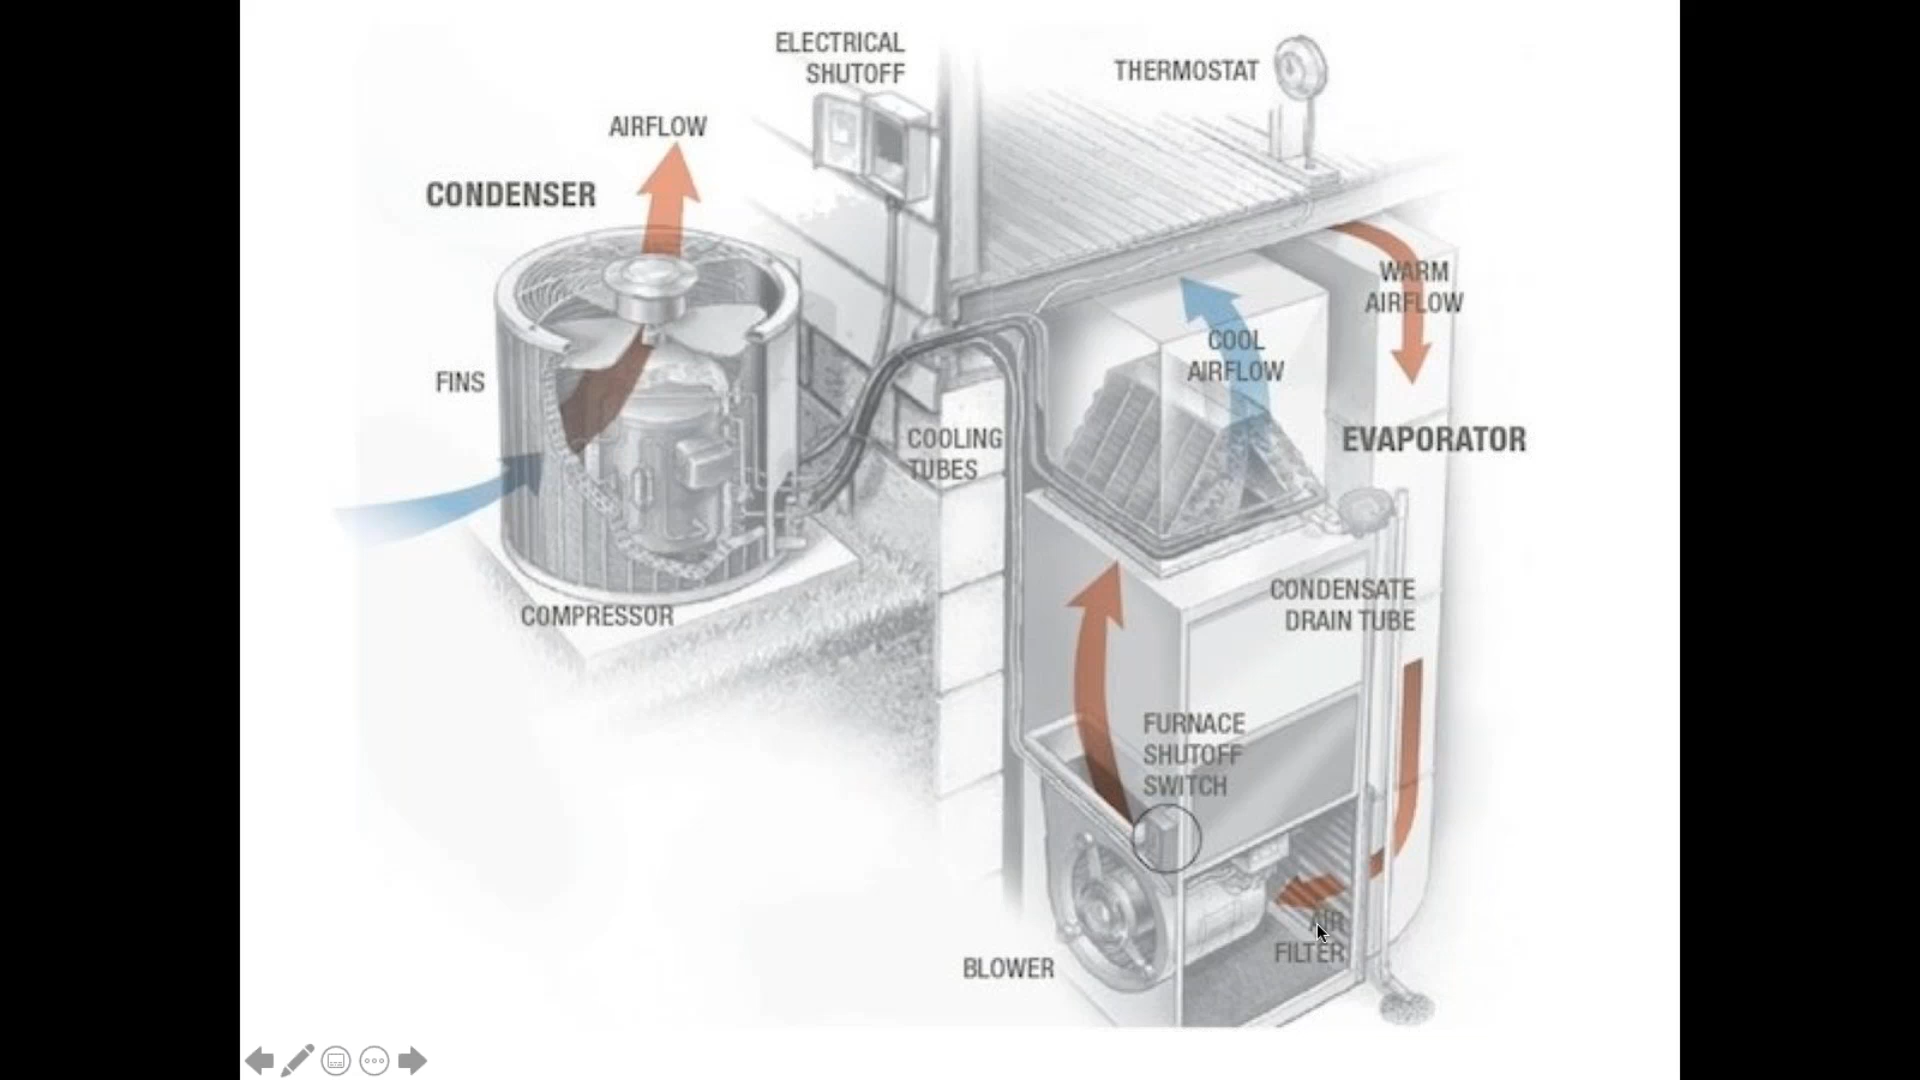 ELECTRICAL
SHUTOFF
THERMOSTAT
AIRFLOW
CONDENSER
WARM
AIRFLOW
COOL
AIRFLOW
FINS
COOLING
TUBES
EVAPORATOR
CONDENSATE
DRAIN TUBE
COMPRESSOR
FURNACE
SHUTOFF
SWITCH
AIR
FILTER
BLOWER